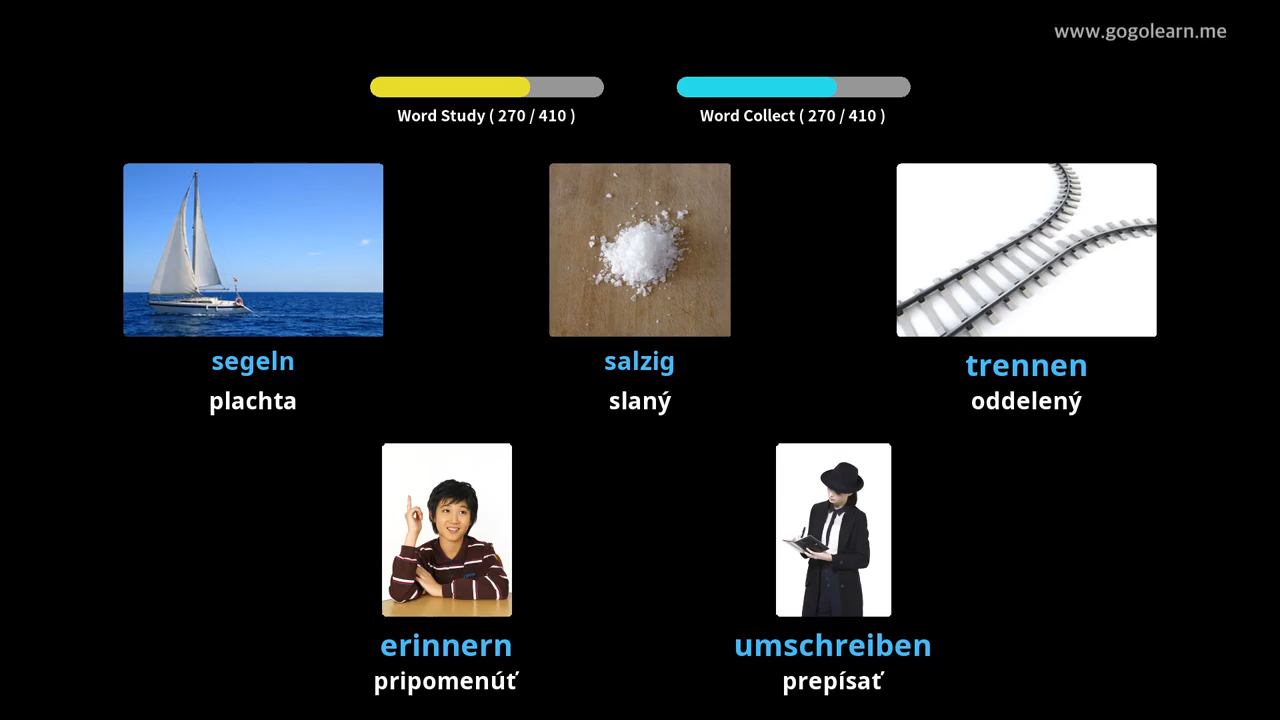 www.gogolearn.me
Word Study ( 270 / 410 )
Word Collect ( 270 / 410 )
segeln
salzig
trennen
plachta
slaný
oddelený
erinnern
umschreiben
pripomenúť
prepísať